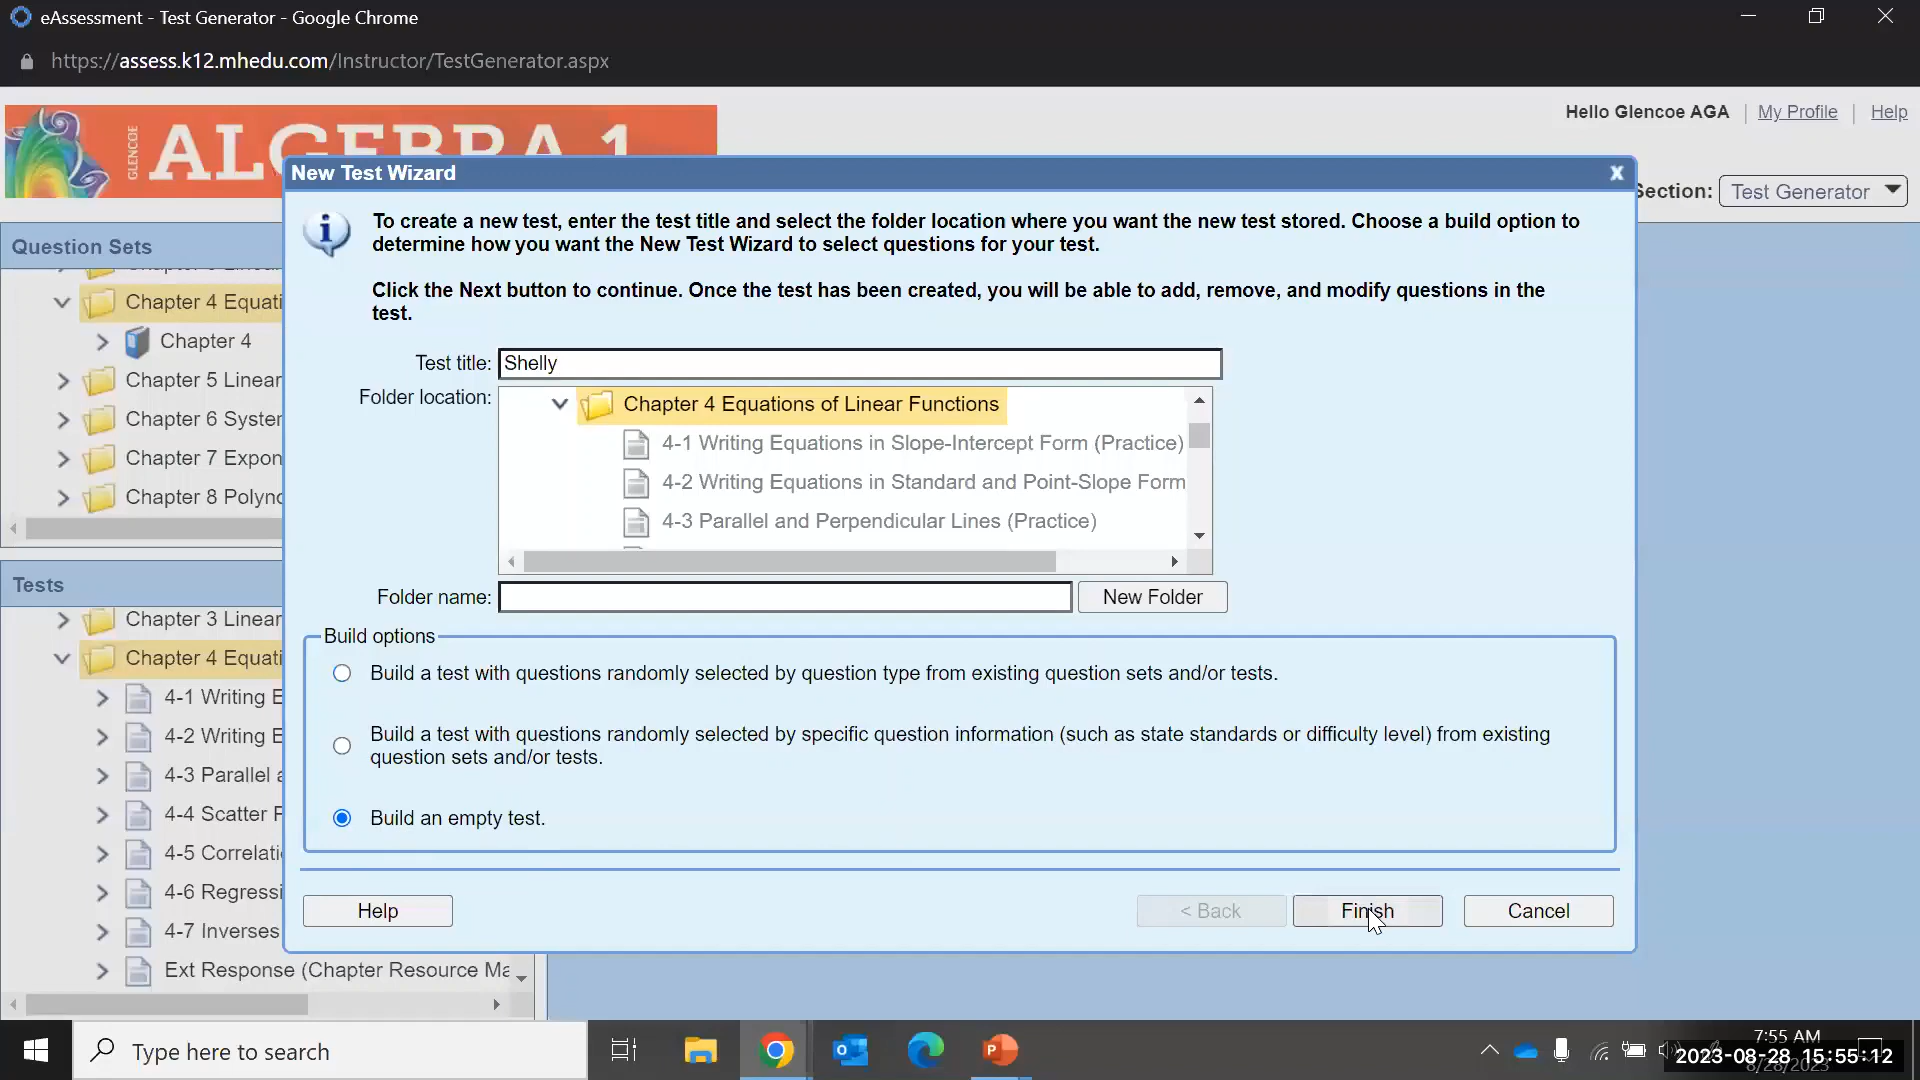 eAssessment - Test Generator - Google Chrome
https://assess.k12.mhedu.com/Instructor/TestGenerator.aspx
GLENCOE
ALGEBRA 1
Hello Glencoe AGA | My Profile | Help
Section: Test Generator
New Test Wizard
X
To create a new test, enter the test title and select the folder location where you want the new test stored. Choose a build option to
determine how you want the New Test Wizard to select questions for your test.
Click the Next button to continue. Once the test has been created, you will be able to add, remove, and modify questions in the
test.
Test title: Shelly
Folder location:
Chapter 4 Equations of Linear Functions
4-1 Writing Equations in Slope-Intercept Form (Practice)
4-2 Writing Equations in Standard and Point-Slope Form
4-3 Parallel and Perpendicular Lines (Practice)
Folder name:
New Folder
Build options
Build a test with questions randomly selected by question type from existing question sets and/or tests.
Build a test with questions randomly selected by specific question information (such as state standards or difficulty level) from existing
question sets and/or tests.
Build an empty test.
Help
< Back
Finish
Cancel
Question Sets
Chapter 4 Equati
Chapter 4
Chapter 5 Linear
Chapter 6 System
Chapter 7 Expon
Chapter 8 Polyno
Tests
Chapter 3 Linear
Chapter 4 Equati
4-1 Writing E
4-2 Writing E
4-3 Parallel a
4-4 Scatter P
4-5 Correlati
4-6 Regressi
4-7 Inverses
Ext Response (Chapter Resource Ma
Type here to search
7:55 AM
2023-08-28 15:55:12
8/28/2023